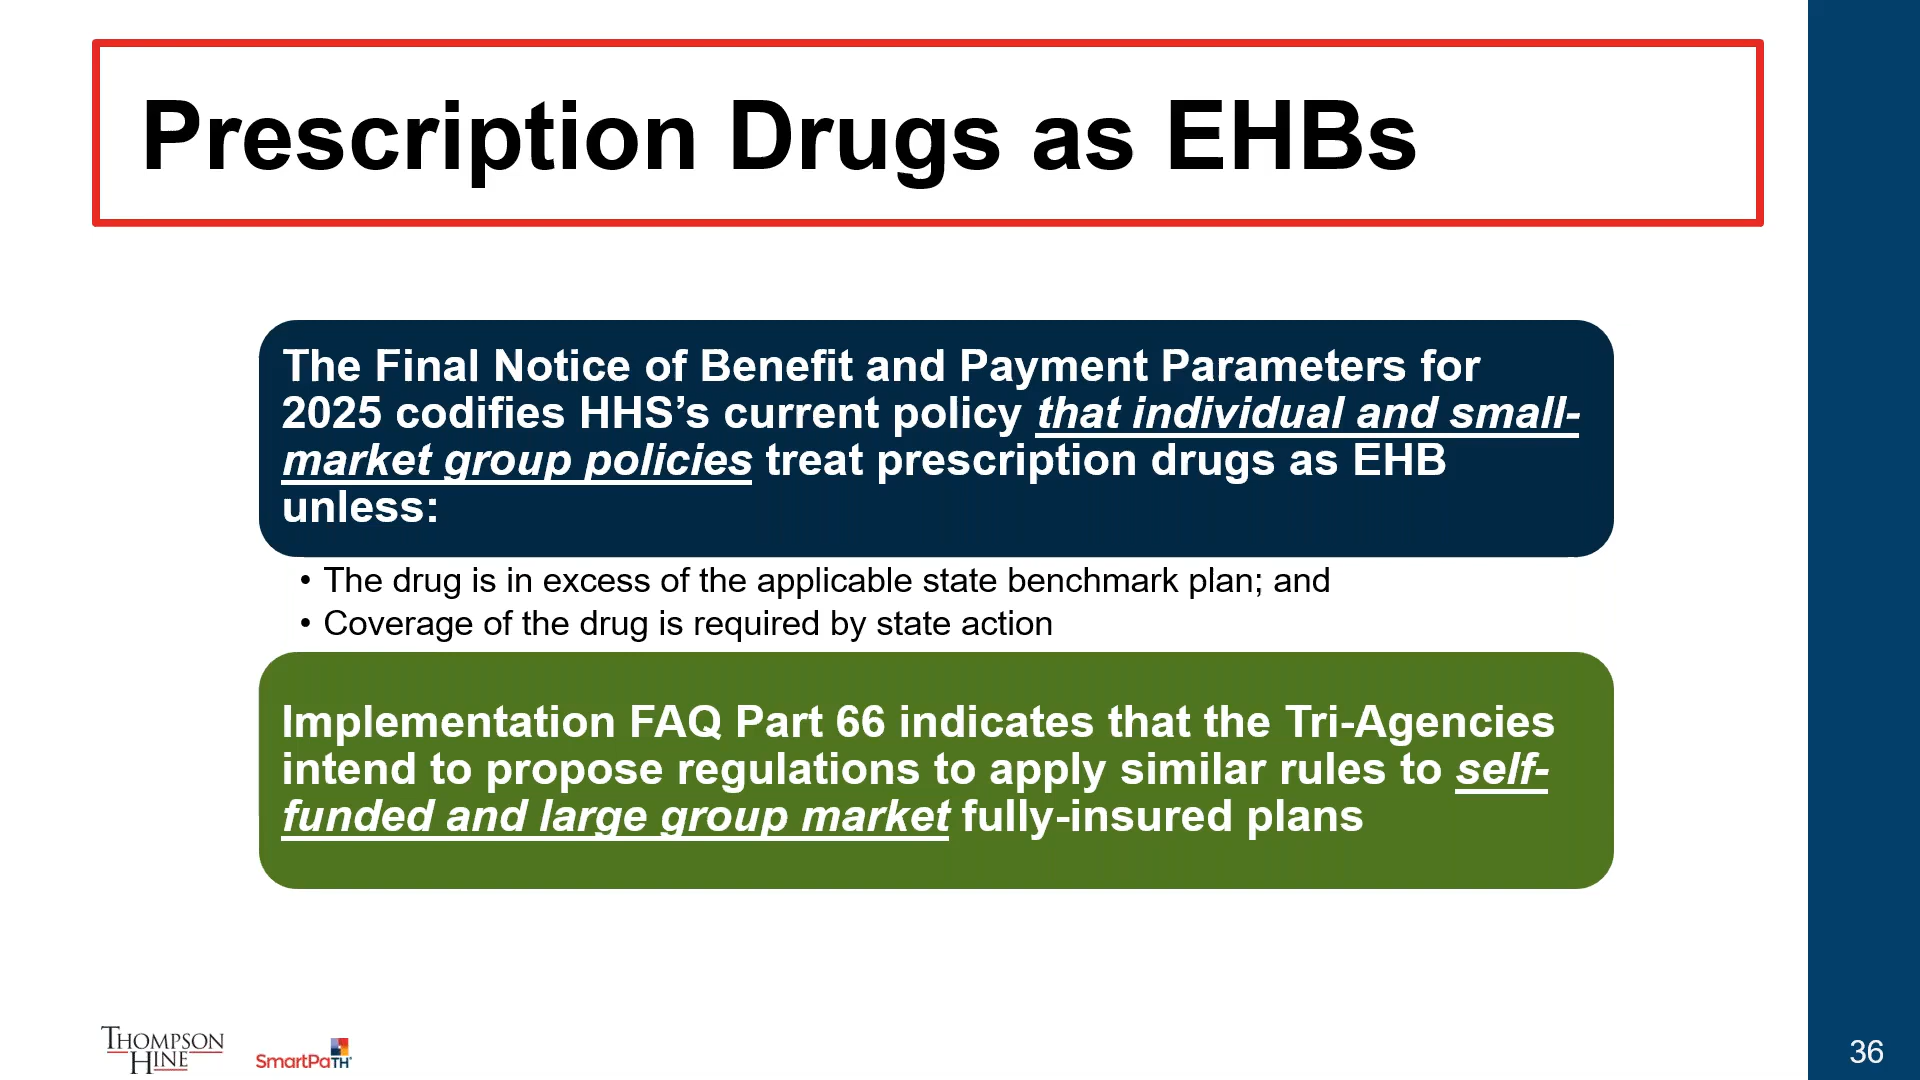 Prescription Drugs as EHBs
The Final Notice of Benefit and Payment Parameters for
2025 codifies HHS’s current policy that individual and small-
market group policies treat prescription drugs as EHB
unless:
• The drug is in excess of the applicable state benchmark plan; and
• Coverage of the drug is required by state action
Implementation FAQ Part 66 indicates that the Tri-Agencies
intend to propose regulations to apply similar rules to self-
funded and large group market fully-insured plans
THOMPSON
HINE
SmartPaTH
36